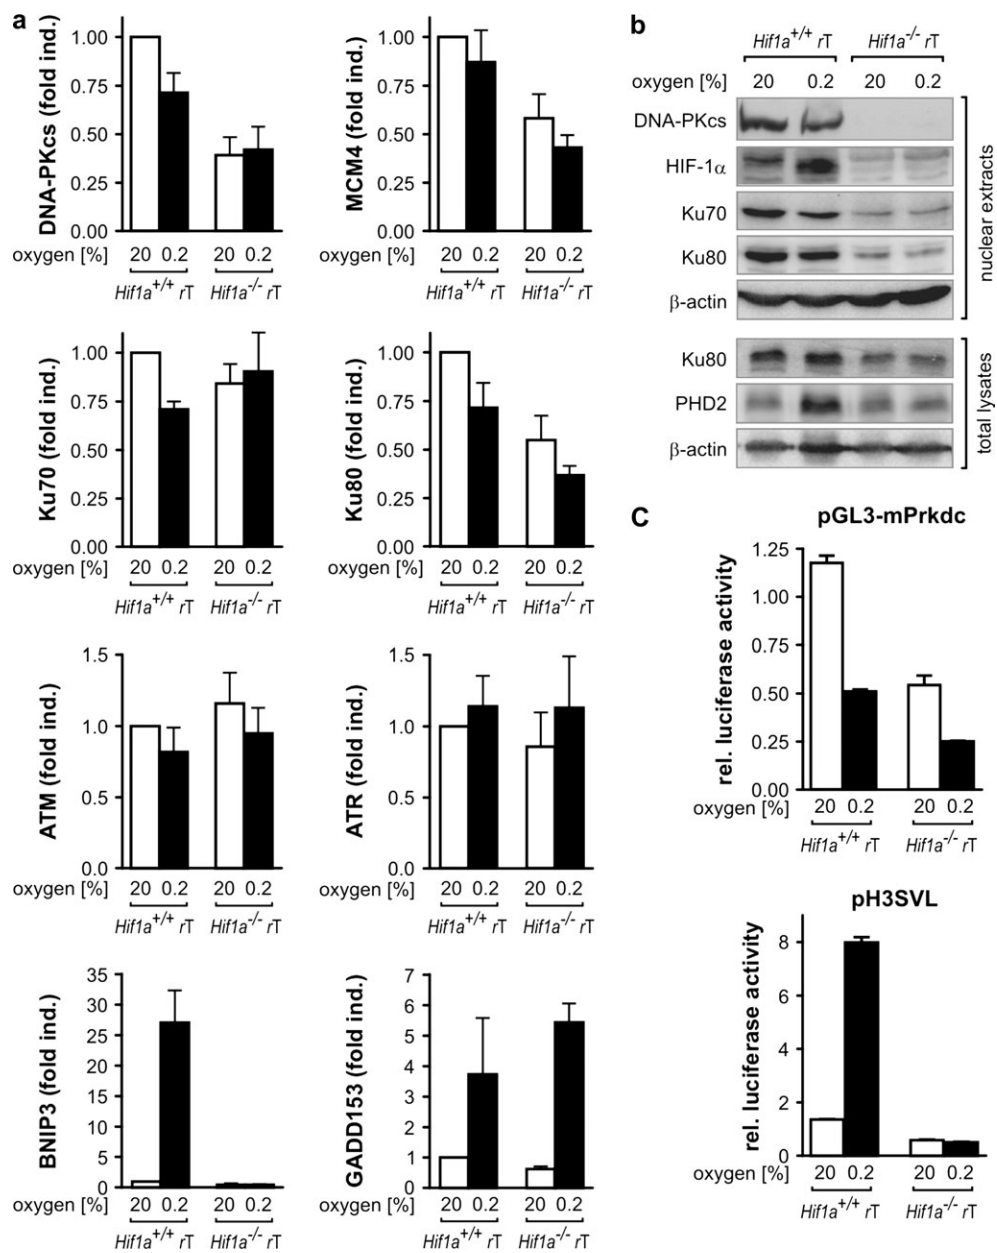 a
DNA-PKcs (fold ind.)
1.00
0.75
0.50
0.25
0.00
oxygen [%] 20 0.2 20 0.2
Hif1a+/+ rT Hif1a-/- rT
MCM4 (fold ind.)
1.00
0.75
0.50
0.25
0.00
oxygen [%] 20 0.2 20 0.2
Hif1a+/+ rT Hif1a-/- rT
Ku70 (fold ind.)
1.00
0.75
0.50
0.25
0.00
oxygen [%] 20 0.2 20 0.2
Hif1a+/+ rT Hif1a-/- rT
Ku80 (fold ind.)
1.00
0.75
0.50
0.25
0.00
oxygen [%] 20 0.2 20 0.2
Hif1a+/+ rT Hif1a-/- rT
ATM (fold ind.)
1.5
1.0
0.5
0.0
oxygen [%] 20 0.2 20 0.2
Hif1a+/+ rT Hif1a-/- rT
ATR (fold ind.)
1.5
1.0
0.5
0.0
oxygen [%] 20 0.2 20 0.2
Hif1a+/+ rT Hif1a-/- rT
BNIP3 (fold ind.)
35
30
25
20
15
10
5
0
oxygen [%] 20 0.2 20 0.2
Hif1a+/+ rT Hif1a-/- rT
GADD153 (fold ind.)
7
6
5
4
3
2
1
0
oxygen [%] 20 0.2 20 0.2
Hif1a+/+ rT Hif1a-/- rT
b
Hif1a+/+ rT Hif1a-/- rT
oxygen [%] 20 0.2 20 0.2
DNA-PKcs
HIF-1α
Ku70
Ku80
β-actin
nuclear extracts
Ku80
PHD2
β-actin
total lysates
C
pGL3-mPrkdc
rel. luciferase activity
1.25
1.00
0.75
0.50
0.25
0.00
oxygen [%] 20 0.2 20 0.2
Hif1a+/+ rT Hif1a-/- rT
pH3SVL
rel. luciferase activity
8
6
4
2
0
oxygen [%] 20 0.2 20 0.2
Hif1a+/+ rT Hif1a-/- rT